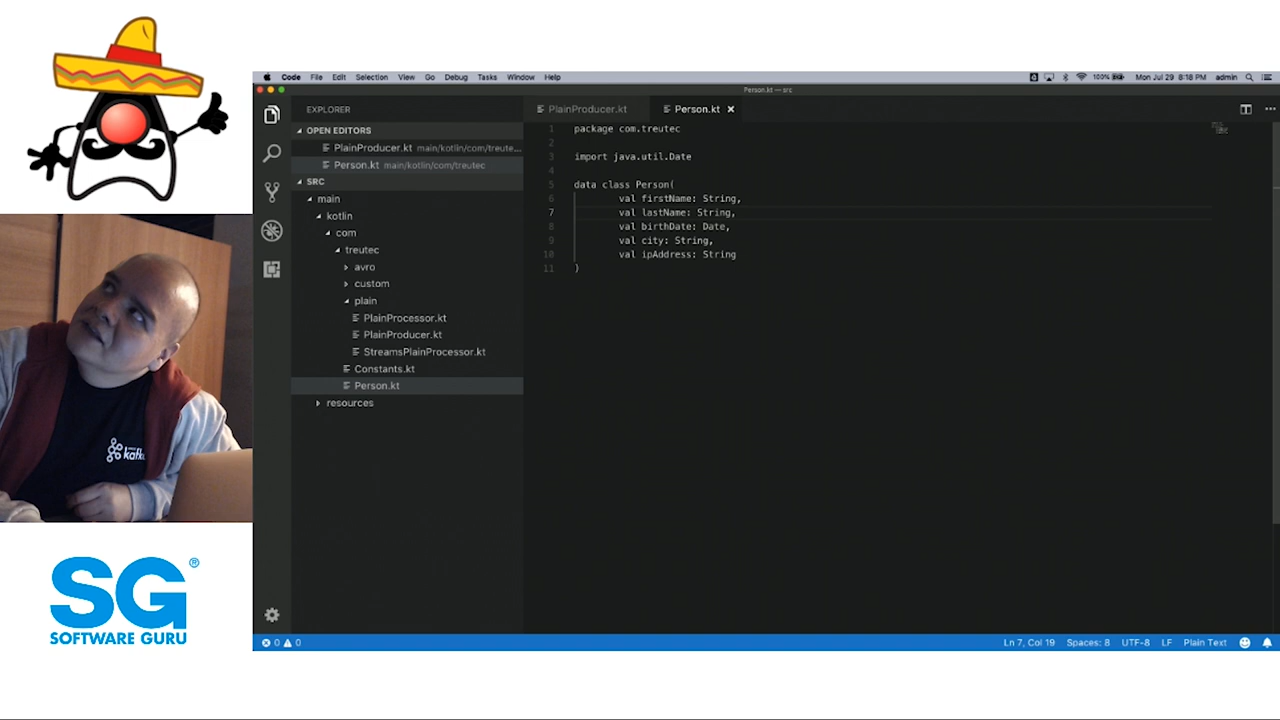 Code File Edit Selection View Go Debug Tasks Window Help
100% Mon Jul 29 8:18 PM admin
Person.kt — src
EXPLORER
OPEN EDITORS
PlainProducer.kt main/kotlin/com/treute...
Person.kt main/kotlin/com/treutec
SRC
main
kotlin
com
treutec
avro
custom
plain
PlainProcessor.kt
PlainProducer.kt
StreamsPlainProcessor.kt
Constants.kt
Person.kt
resources
PlainProducer.kt Person.kt
1 package com.treutec
2
3 import java.util.Date
4
5 data class Person(
6 val firstName: String,
7 val lastName: String,
8 val birthDate: Date,
9 val city: String,
10 val ipAddress: String
11 )
0 0
Ln 7, Col 19 Spaces: 8 UTF-8 LF Plain Text
kafk
SG®
SOFTWARE GURU